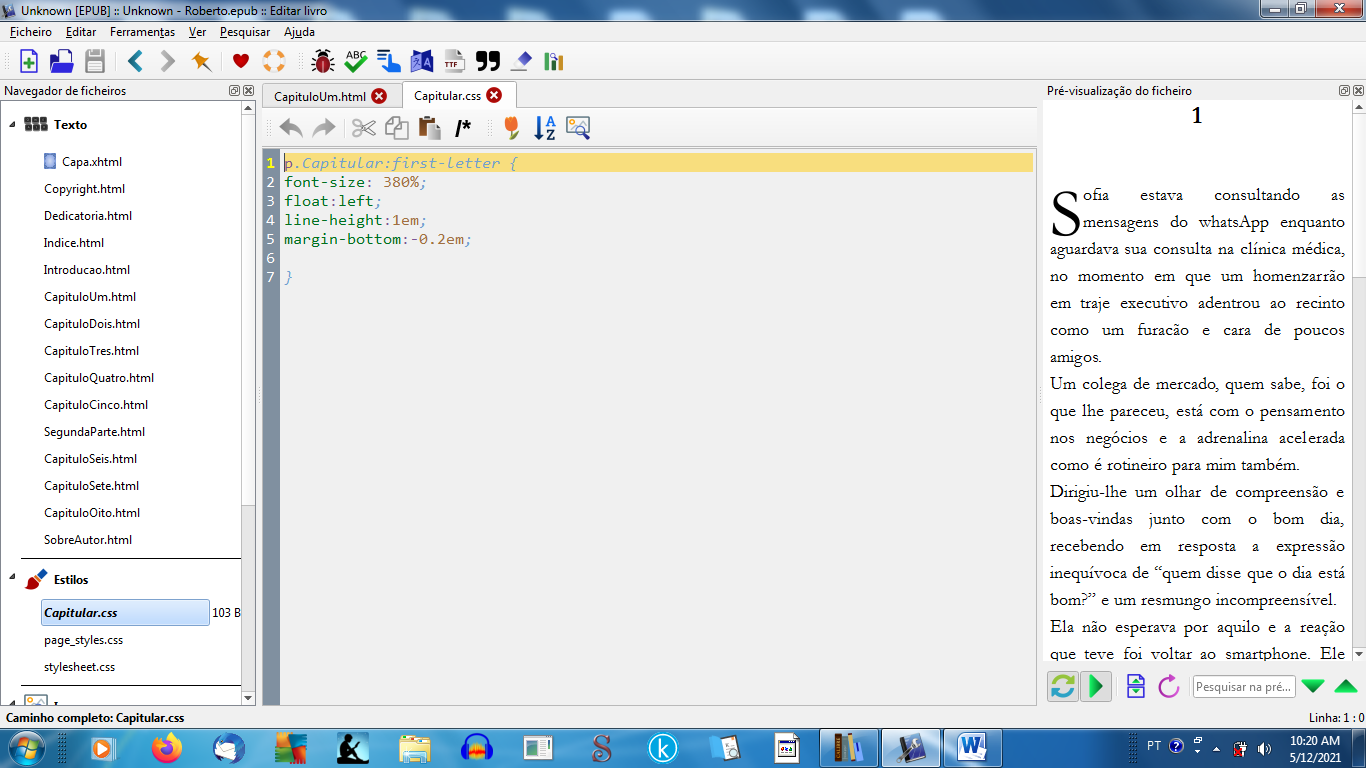 Unknown [EPUB] :: Unknown - Roberto.epub :: Editar livro
Ficheiro Editar Ferramentas Ver Pesquisar Ajuda
ABC
TTF
Navegador de ficheiros
Texto
Capa.xhtml
Copyright.html
Dedicatoria.html
Indice.html
Introducao.html
CapituloUm.html
CapituloDois.html
CapituloTres.html
CapituloQuatro.html
CapituloCinco.html
SegundaParte.html
CapituloSeis.html
CapituloSete.html
CapituloOito.html
SobreAutor.html
Estilos
Capitular.css 103 B
page_styles.css
stylesheet.css
CapituloUm.html Capitular.css
/*
A
Z
1 p.Capitular:first-letter {
2 font-size: 380%;
3 float:left;
4 line-height:1em;
5 margin-bottom:-0.2em;
6
7 }
Pré-visualização do ficheiro
1
Sofia estava consultando as
mensagens do whatsApp enquanto
aguardava sua consulta na clínica médica,
no momento em que um homenzarrão
em traje executivo adentrou ao recinto
como um furacão e cara de poucos
amigos.
Um colega de mercado, quem sabe, foi o
que lhe pareceu, está com o pensamento
nos negócios e a adrenalina acelerada
como é rotineiro para mim também.
Dirigiu-lhe um olhar de compreensão e
boas-vindas junto com o bom dia,
recebendo em resposta a expressão
inequívoca de “quem disse que o dia está
bom?” e um resmungo incompreensível.
Ela não esperava por aquilo e a reação
que teve foi voltar ao smartphone. Ele
Pesquisar na pré...
Caminho completo: Capitular.css
Linha: 1 : 0
S
k
W
PT
10:20 AM
5/12/2021